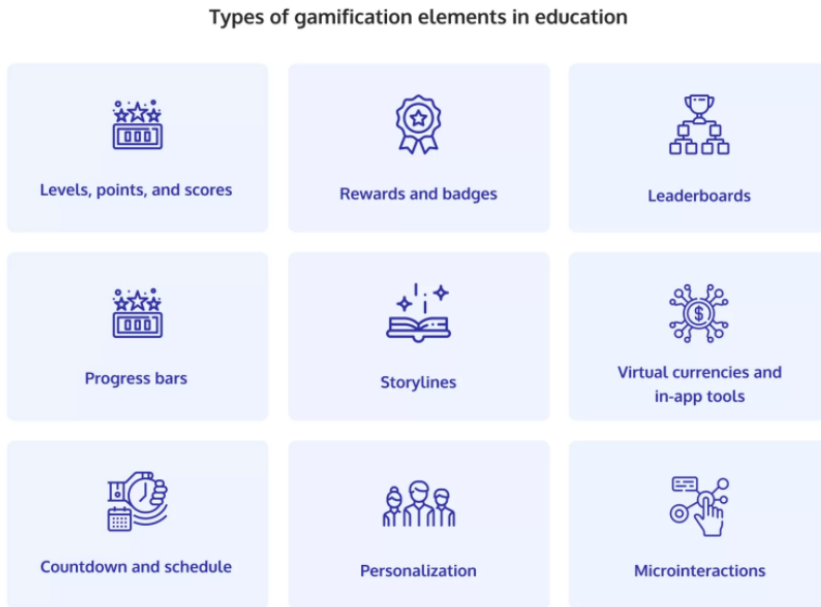 Types of gamification elements in education
Levels, points, and scores
Rewards and badges
Leaderboards
Progress bars
Storylines
Virtual currencies and
in-app tools
Countdown and schedule
Personalization
Microinteractions